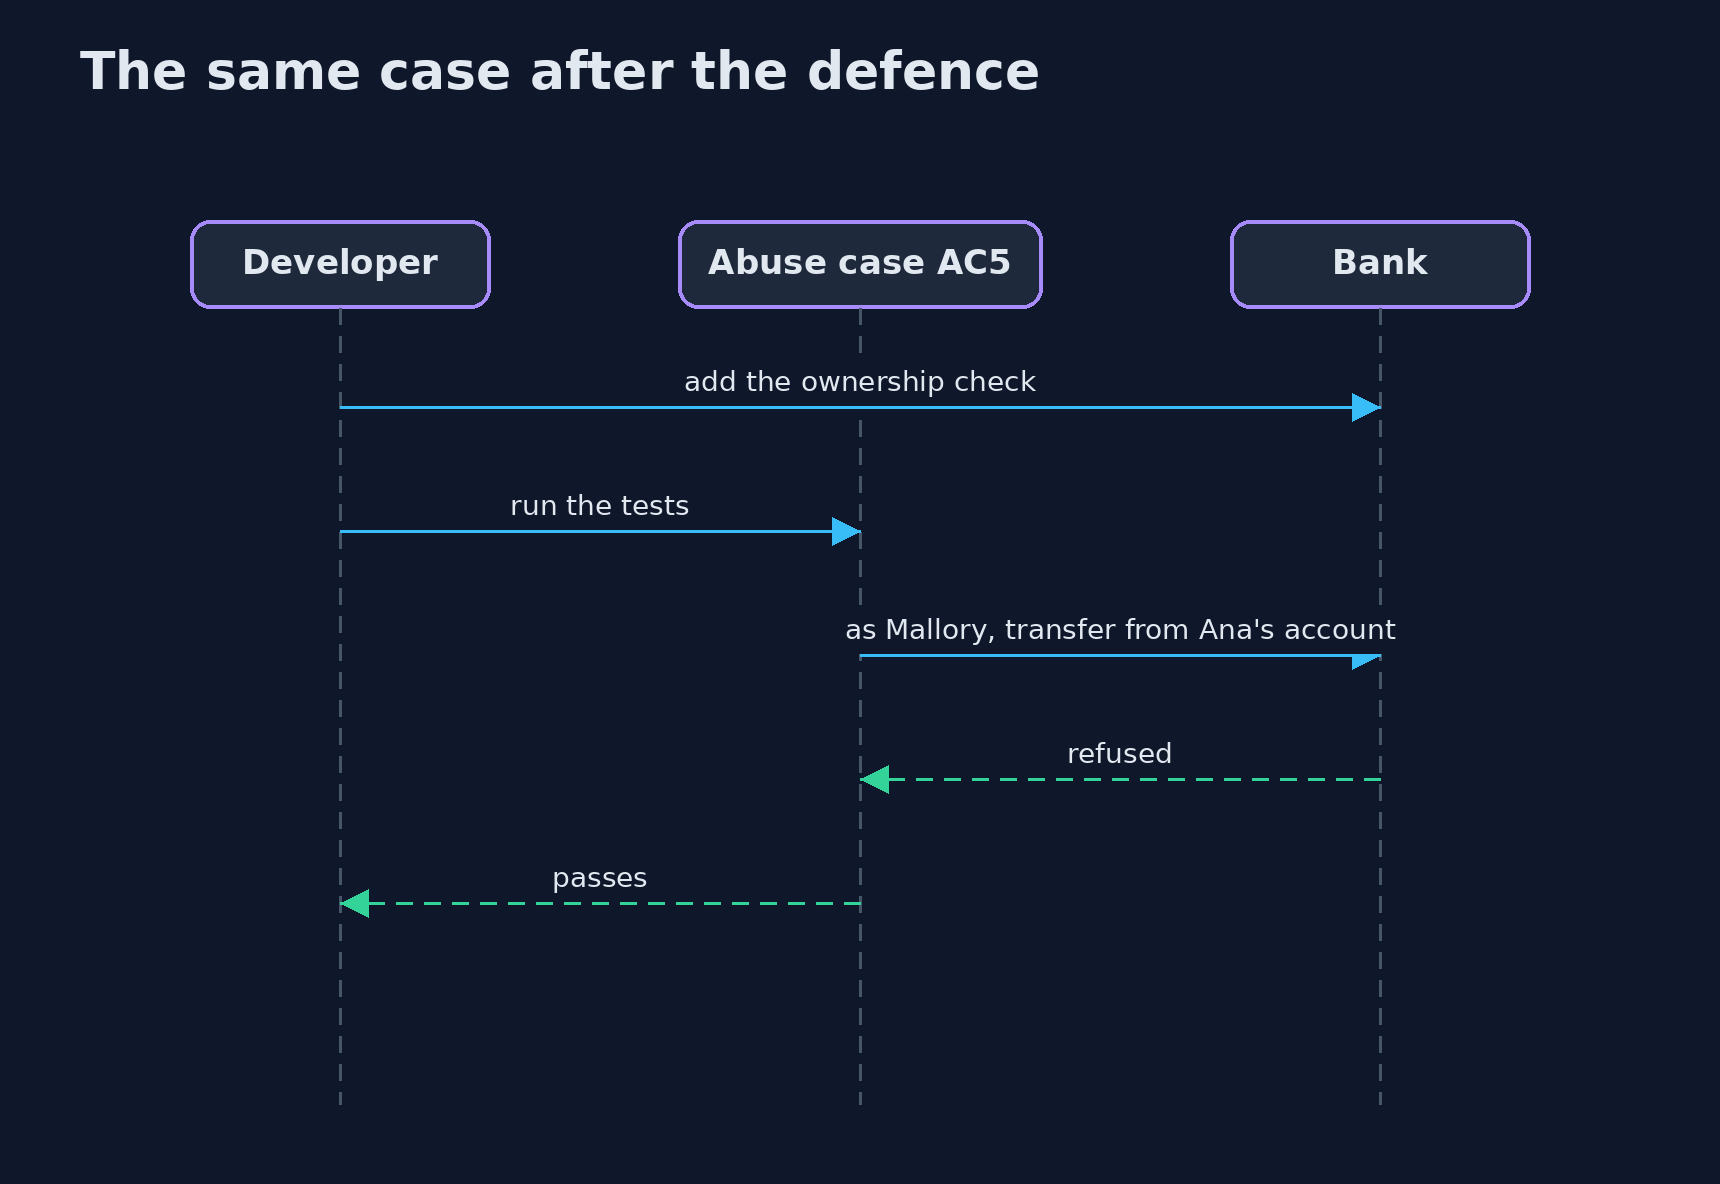 The same case after the defence
Developer
Abuse case AC5
Bank
add the ownership check
run the tests
as Mallory, transfer from Ana's account
refused
passes